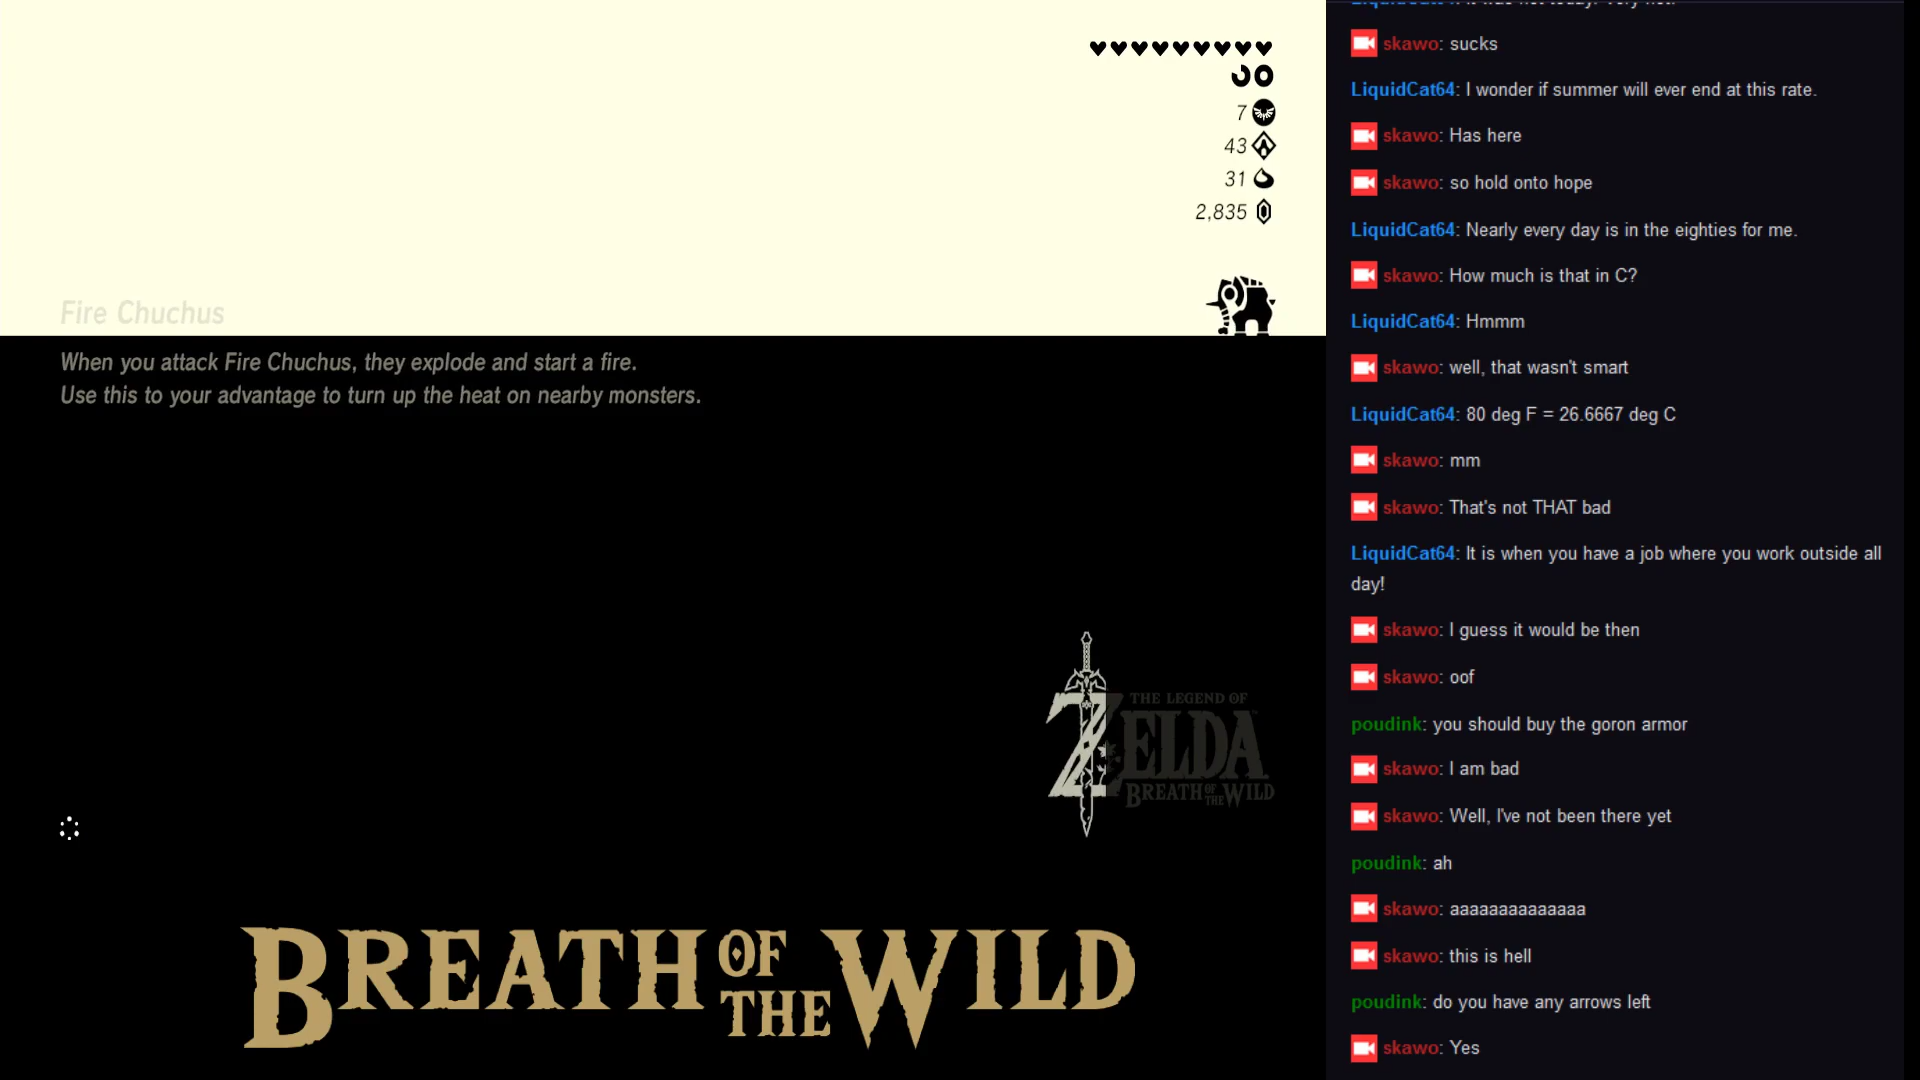 7
43
31
2,835
Fire Chuchus
When you attack Fire Chuchus, they explode and start a fire.
Use this to your advantage to turn up the heat on nearby monsters.
THE LEGEND OF
ZELDA
BREATH OF THE WILD
BREATH OF THE WILD
skawo: sucks
LiquidCat64: I wonder if summer will ever end at this rate.
skawo: Has here
skawo: so hold onto hope
LiquidCat64: Nearly every day is in the eighties for me.
skawo: How much is that in C?
LiquidCat64: Hmmm
skawo: well, that wasn't smart
LiquidCat64: 80 deg F = 26.6667 deg C
skawo: mm
skawo: That's not THAT bad
LiquidCat64: It is when you have a job where you work outside all
day!
skawo: I guess it would be then
skawo: oof
poudink: you should buy the goron armor
skawo: I am bad
skawo: Well, I've not been there yet
poudink: ah
skawo: aaaaaaaaaaaaaa
skawo: this is hell
poudink: do you have any arrows left
skawo: Yes